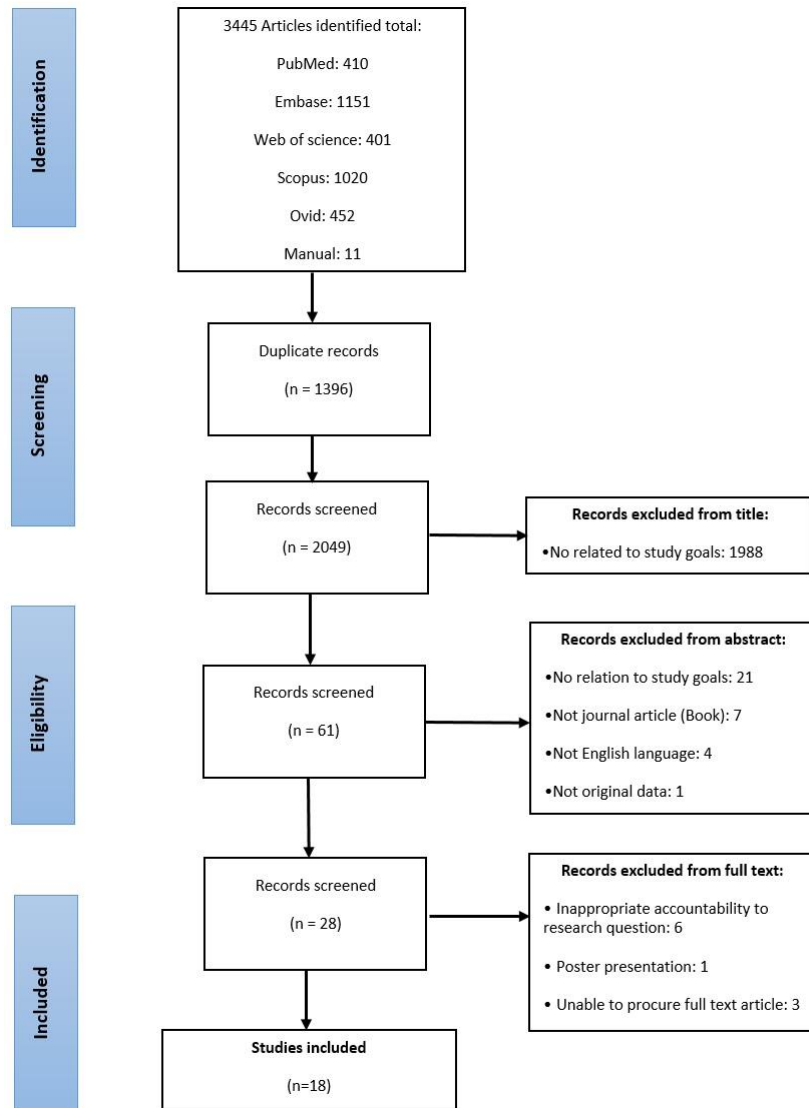 Identification
3445 Articles identified total:
PubMed: 410
Embase: 1151
Web of science: 401
Scopus: 1020
Ovid: 452
Manual: 11
Screening
Duplicate records
(n = 1396)
Records screened
(n = 2049)
Records excluded from title:
•No related to study goals: 1988
Eligibility
Records screened
(n = 61)
Records excluded from abstract:
•No relation to study goals: 21
•Not journal article (Book): 7
•Not English language: 4
•Not original data: 1
Included
Records screened
(n = 28)
Records excluded from full text:
• Inappropriate accountability to
research question: 6
• Poster presentation: 1
• Unable to procure full text article: 3
Studies included
(n=18)